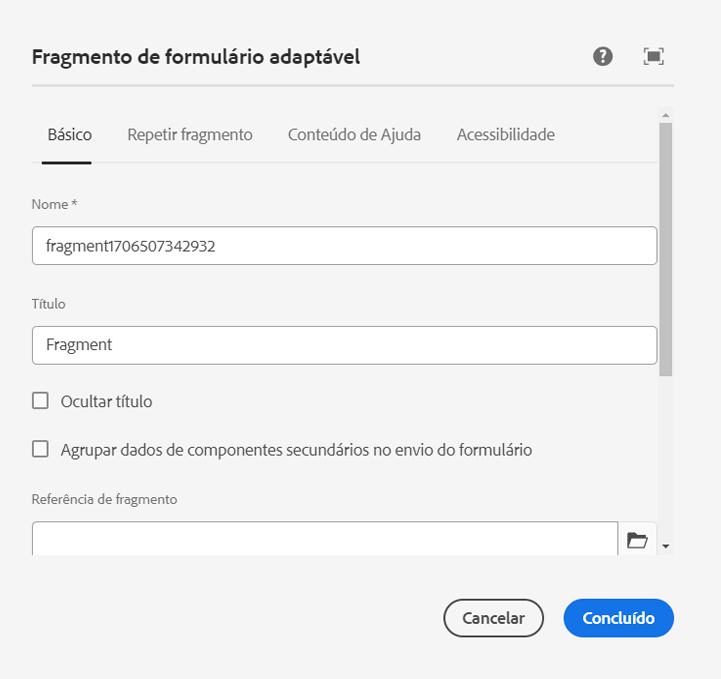 Fragmento de formulário adaptável
Básico Repetir fragmento Conteúdo de Ajuda Acessibilidade
Nome *
fragment1706507342932
Título
Fragment
Ocultar título
Agrupar dados de componentes secundários no envio do formulário
Referência de fragmento
Cancelar Concluído